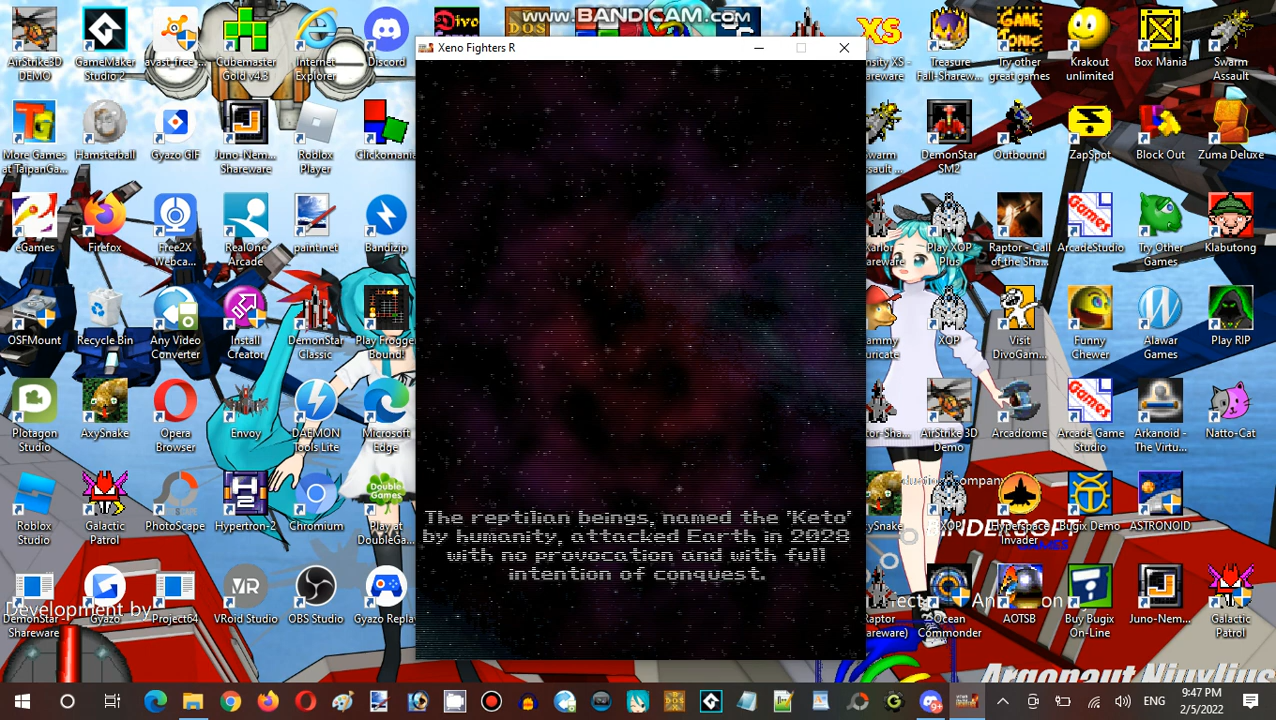 www.BANDICAM.com
Xeno Fighters R
AirStrike3D DEMO
GameMaker Studio 2
Cubemaster Gold v4.3
Internet Explorer
Discord
Treasure Fall-Sharew...
Try other great games
Krakout unlimited
Box Mania
Swarm Assault
More Games at TaipanGa...
Hamsterball
Gyazo GIF
Juno-Nem... Shareware
Roblox Player
Clickomania
DemonStar SM2
Outbound
ZapSpot
Block Out
Zuma Deluxe
eGames
Firefox
Free2X Webca...
RealOne Arcade
paint.net
Bandizip
Play XOP Plus
Raptor - Call of the Sha...
ArcadeStudio
Try Other Games
Klabutong
OSFMount
Recycle Bin
Any Video Converter
Install Creator
DemonStar Classic
Play Frogger Bound!
XOP
Visit DivoGam...
Funny Chewer
Alawar Games
Play RIP
Plotagon Studio
AxySnake
Opera Browser
Envoy
DAEMON Tools Lite
Microsoft Edge
AirStrike 3D Demo
Arcadrome
Arcade Game Studio
Arkanoid - The Virtu...
Natto-Cat
Roblox Studio
Galactic Patrol
PhotoScape
Hypertron-2
Chromium
Play at DoubleGa...
XOP
Hyperspace Invader
Bugix Demo
ASTRONOID
The reptilian beings, named the 'Keto'
by humanity, attacked Earth in 2028
with no provocation and with full
intention of conquest.
DemonStar Shareware
Gyazo
Project64
VRoid Studio
OBS Studio
Gyazo Replay
Ocean Commander
AOTSB
Buy Bugix On-Line
Juno-Nem...
Galactic Patrol
Development by
Argonaut Studios
ENG
9:47 PM
2/5/2022